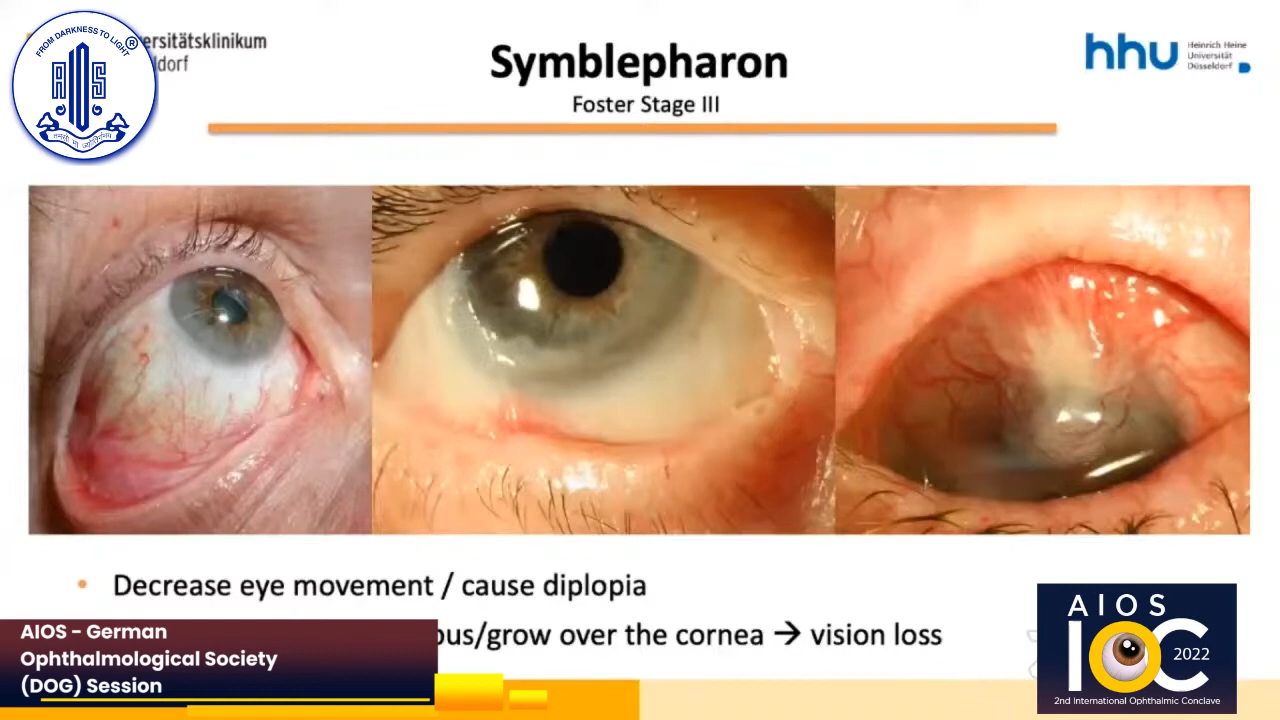 FROM DARKNESS TO LIGHT
®
ersitätsklinikum
ldorf
Symblepharon
Foster Stage III
hhu
Heinrich Heine
Universität
Düsseldorf
• Decrease eye movement / cause diplopia
ous/grow over the cornea → vision loss
AIOS - German
Ophthalmological Society
(DOG) Session
AIOS
IOC
2022
2nd International Ophthalmic Conclave